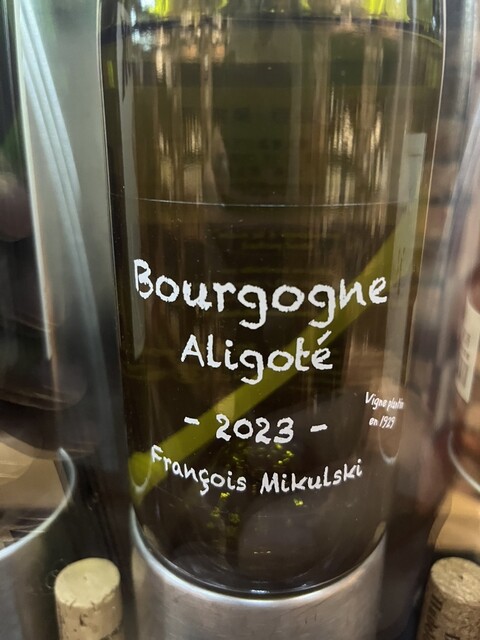 Bourgogne
Aligoté
- 2023 -
François Mikulski
Vigne plantée
en 1929